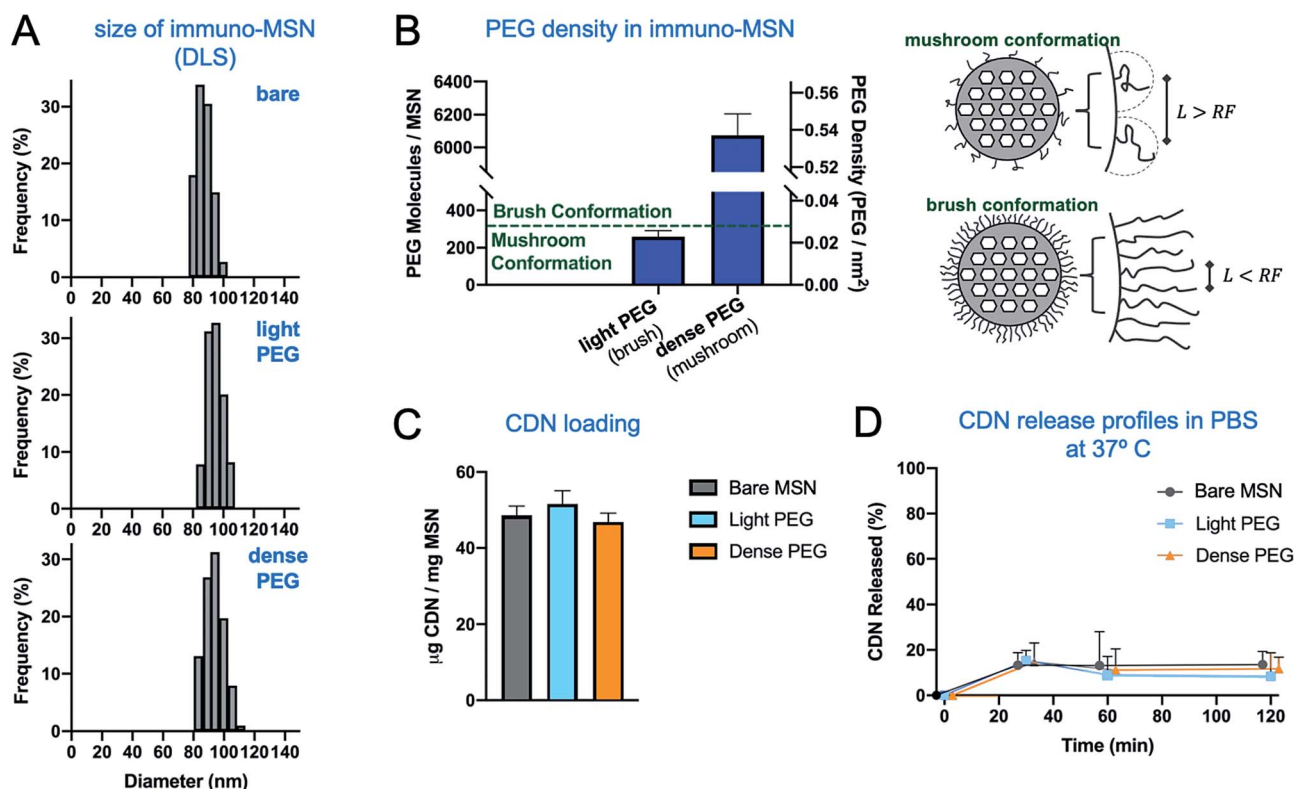 A
size of immuno-MSN
(DLS)
bare
Frequency (%)
30
20
10
0
0 20 40 60 80 100 120 140
light
PEG
Frequency (%)
30
20
10
0
0 20 40 60 80 100 120 140
dense
PEG
Frequency (%)
30
20
10
0
0 20 40 60 80 100 120 140
Diameter (nm)
B
PEG density in immuno-MSN
PEG Molecules / MSN
6400
6200
6000
400
200
0
Brush Conformation
Mushroom
Conformation
0.56
0.54
0.52
0.04
0.02
0.00
PEG Density (PEG / nm²)
light PEG
(brush)
dense PEG
(mushroom)
mushroom conformation
L > RF
brush conformation
L < RF
C
CDN loading
µg CDN / mg MSN
60
40
20
0
Bare MSN
Light PEG
Dense PEG
D
CDN release profiles in PBS
at 37º C
CDN Released (%)
100
80
60
40
20
0
Bare MSN
Light PEG
Dense PEG
0 20 40 60 80 100 120
Time (min)